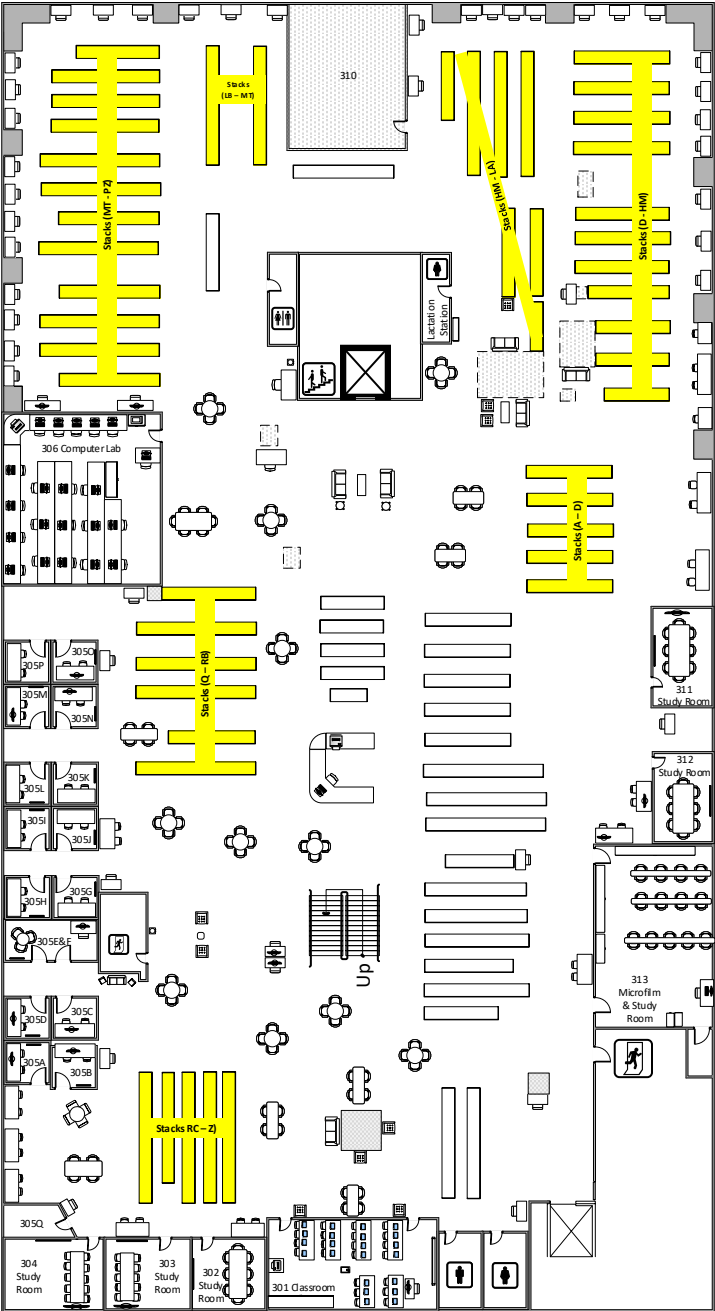 310
Stacks
(LB – MT)
Stacks (MT - PZ)
Stacks (HM - LA)
Stacks (D - HM)
Lactation
Station
306 Computer Lab
Stacks (A – D)
Stacks (Q – RB)
305P
305O
305M
305N
311
Study Room
312
Study Room
305L
305K
305I
305J
305H
305G
305E&F
Up
313
Microfilm
& Study
Room
305D
305C
305A
305B
Stacks RC – Z)
305Q
304
Study
Room
303
Study
Room
302
Study
Room
301 Classroom